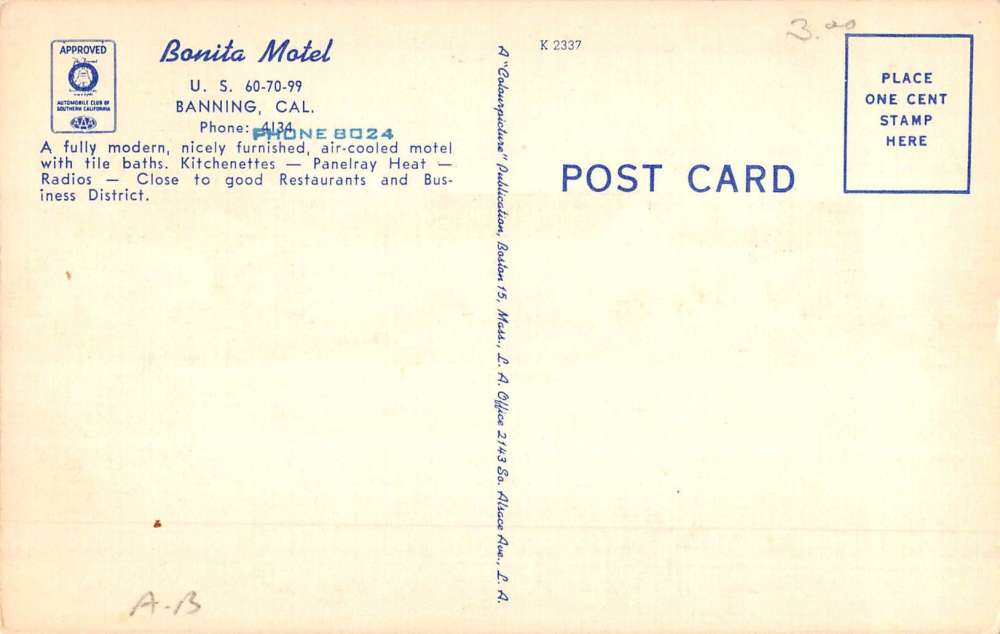 APPROVED
AUTOMOBILE CLUB OF
SOUTHERN CALIFORNIA
AAA
Bonita Motel
U. S. 60-70-99
BANNING, CAL.
Phone: 4134
PHONE 8024
A fully modern, nicely furnished, air-cooled motel
with tile baths. Kitchenettes — Panelray Heat —
Radios — Close to good Restaurants and Bus-
iness District.
A-B
A "Colourpicture" Publication, Boston 15, Mass., L. A. Office 2143 So. Alsace Ave., L. A.
K 2337
3.00
POST CARD
PLACE
ONE CENT
STAMP
HERE